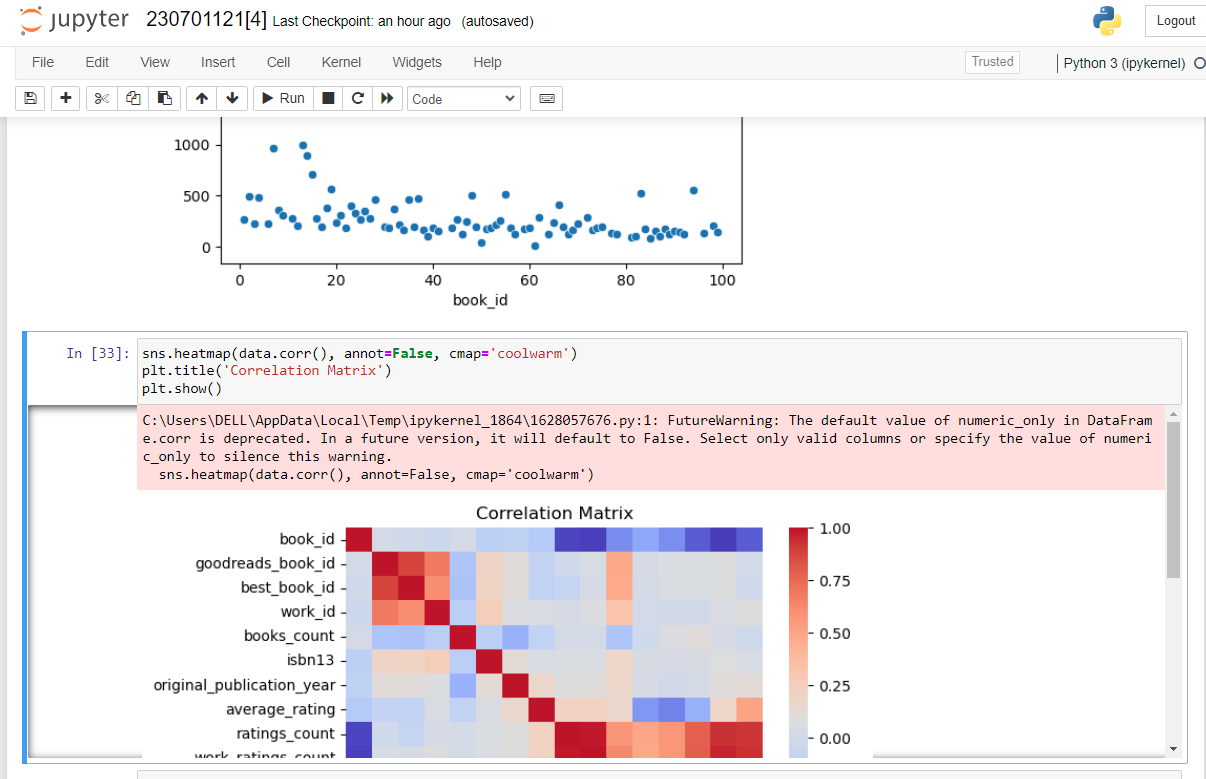 jupyter 230701121[4] Last Checkpoint: an hour ago (autosaved)
Logout
File Edit View Insert Cell Kernel Widgets Help
Trusted
Python 3 (ipykernel)
Run
Code
1000
500
0
0 20 40 60 80 100
book_id
In [33]:
sns.heatmap(data.corr(), annot=False, cmap='coolwarm')
plt.title('Correlation Matrix')
plt.show()
C:\Users\DELL\AppData\Local\Temp\ipykernel_1864\1628057676.py:1: FutureWarning: The default value of numeric_only in DataFram
e.corr is deprecated. In a future version, it will default to False. Select only valid columns or specify the value of numeri
c_only to silence this warning.
sns.heatmap(data.corr(), annot=False, cmap='coolwarm')
Correlation Matrix
book_id
goodreads_book_id
best_book_id
work_id
books_count
isbn13
original_publication_year
average_rating
ratings_count
work_ratings_count
1.00
0.75
0.50
0.25
0.00